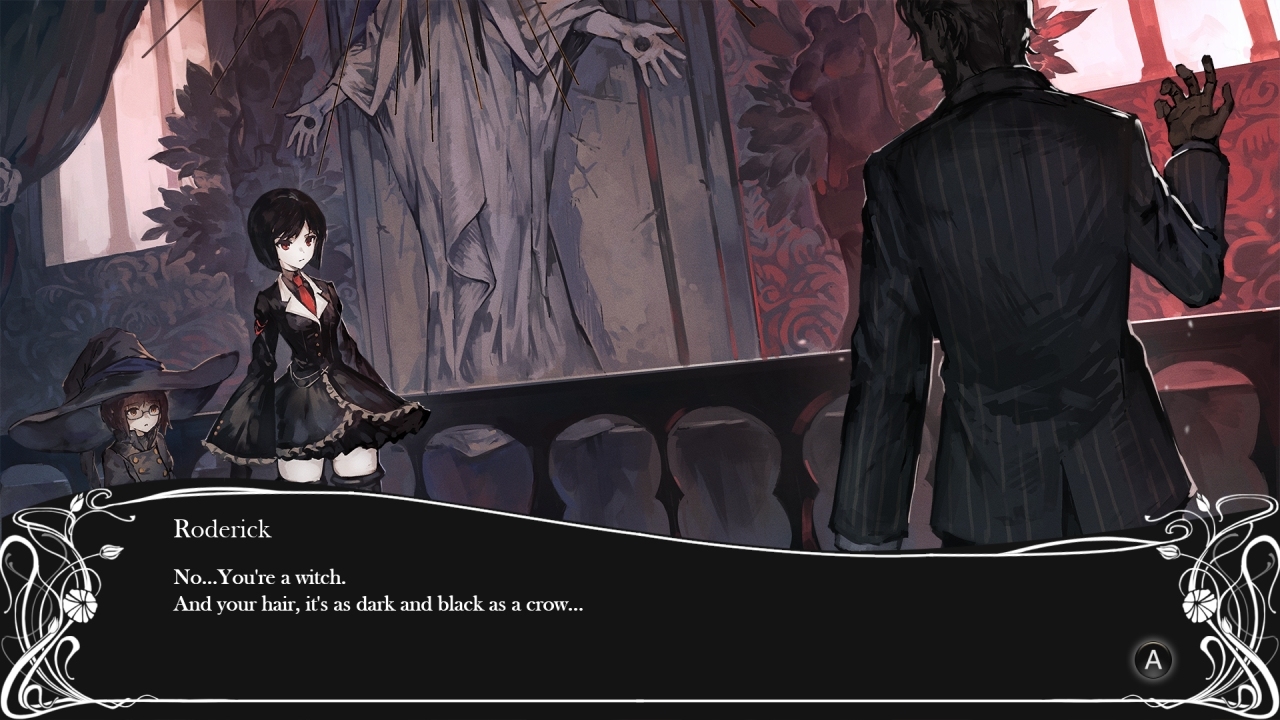 Roderick
No...You're a witch.
And your hair, it's as dark and black as a crow...
A